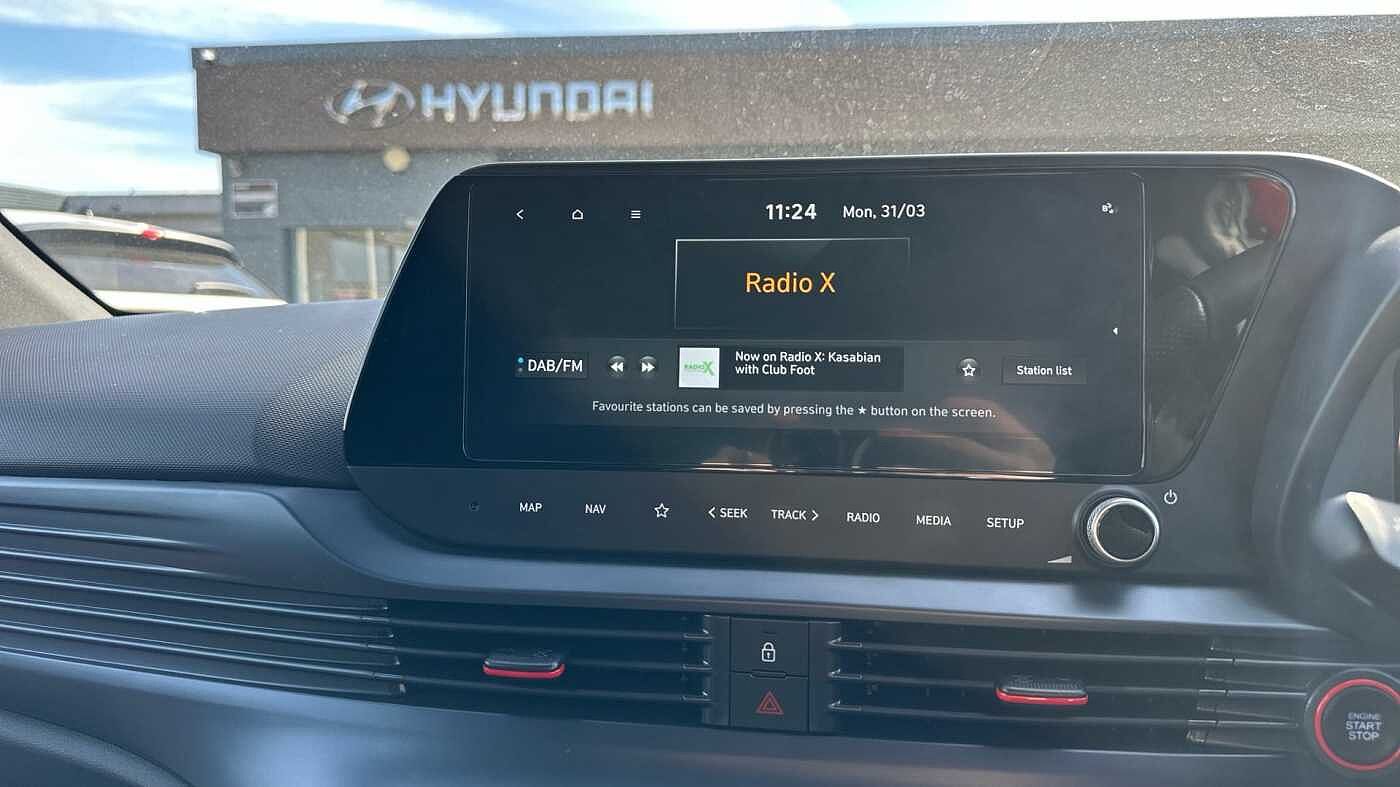 HYUNDAI
11:24 Mon, 31/03
Radio X
DAB/FM
RADIO X
Now on Radio X: Kasabian
with Club Foot
Station list
Favourite stations can be saved by pressing the ★ button on the screen.
MAP NAV ☆ < SEEK TRACK > RADIO MEDIA SETUP
ENGINE
START
STOP